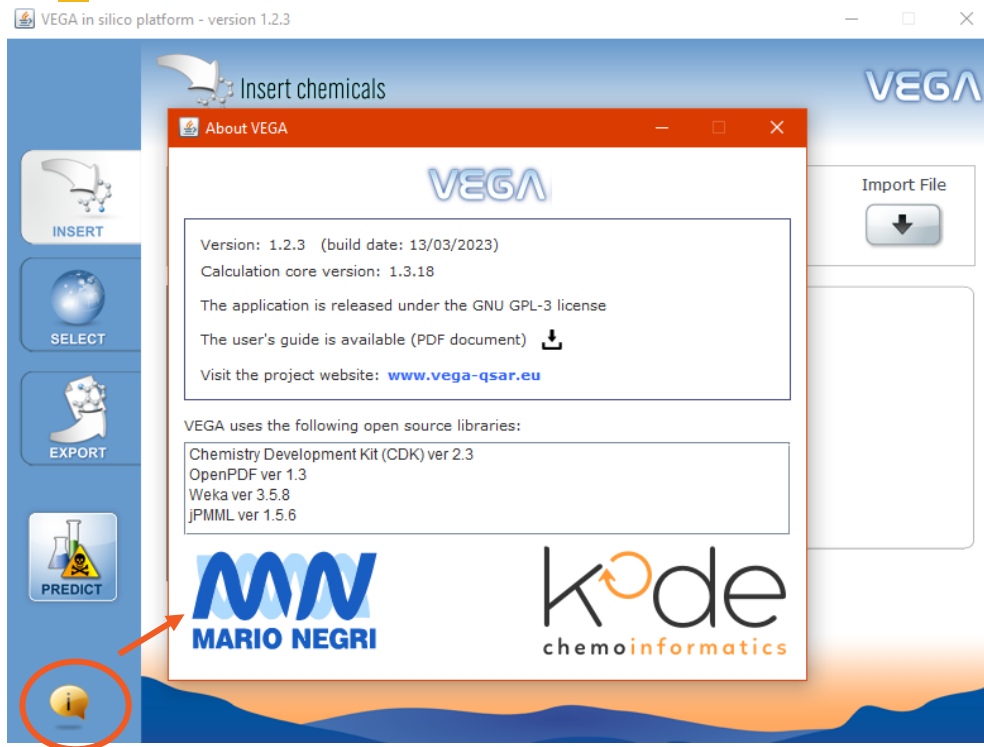 VEGA in silico platform - version 1.2.3
Insert chemicals
VEGA
About VEGA
VEGA
INSERT
Import File
Version: 1.2.3 (build date: 13/03/2023)
Calculation core version: 1.3.18
The application is released under the GNU GPL-3 license
SELECT
The user's guide is available (PDF document)
Visit the project website: www.vega-qsar.eu
EXPORT
VEGA uses the following open source libraries:
Chemistry Development Kit (CDK) ver 2.3
OpenPDF ver 1.3
Weka ver 3.5.8
jPMML ver 1.5.6
PREDICT
MARIO NEGRI
kode
chemoinformatics
i